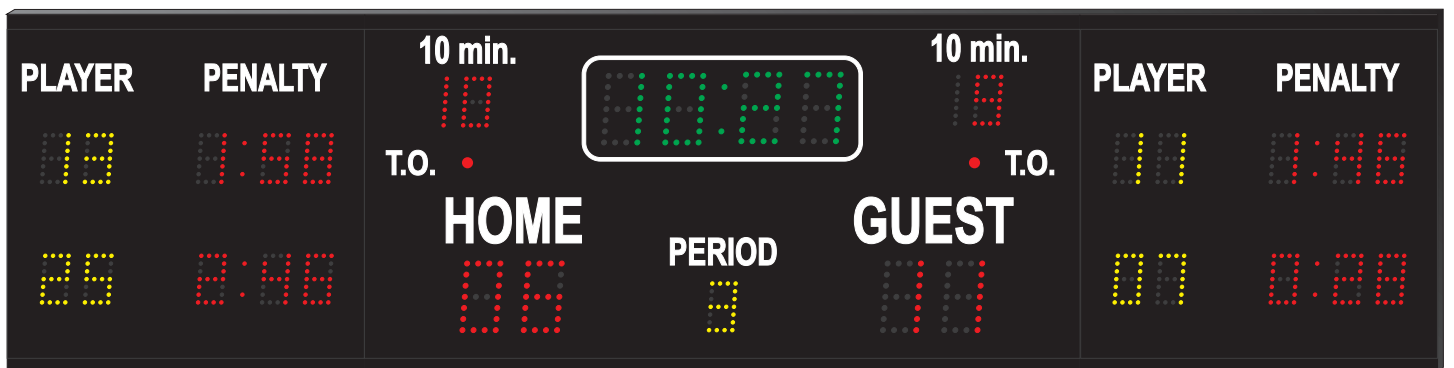 PLAYER PENALTY
13 1:58
25 2:46
10 min.
10
T.O.
10:27
10 min.
9
T.O.
HOME
06
PERIOD
3
GUEST
11
PLAYER PENALTY
11 1:46
07 0:28